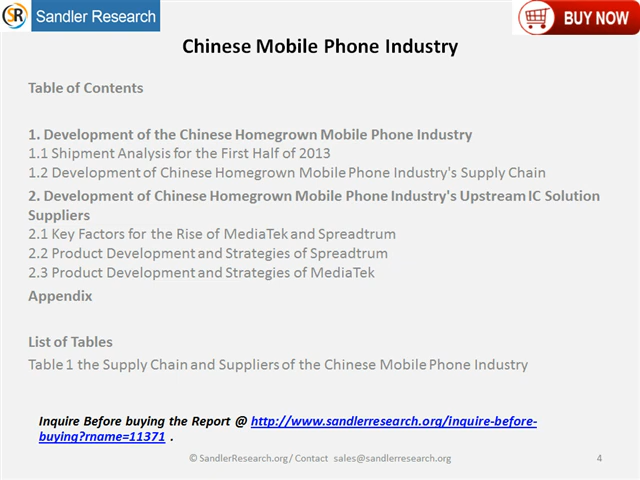 SR Sandler Research
BUY NOW
Chinese Mobile Phone Industry
Table of Contents
1. Development of the Chinese Homegrown Mobile Phone Industry
1.1 Shipment Analysis for the First Half of 2013
1.2 Development of Chinese Homegrown Mobile Phone Industry's Supply Chain
2. Development of Chinese Homegrown Mobile Phone Industry's Upstream IC Solution
Suppliers
2.1 Key Factors for the Rise of MediaTek and Spreadtrum
2.2 Product Development and Strategies of Spreadtrum
2.3 Product Development and Strategies of MediaTek
Appendix
List of Tables
Table 1 the Supply Chain and Suppliers of the Chinese Mobile Phone Industry
Inquire Before buying the Report @ http://www.sandlerresearch.org/inquire-before-
buying?rname=11371 .
© SandlerResearch.org/ Contact sales@sandlerresearch.org
4